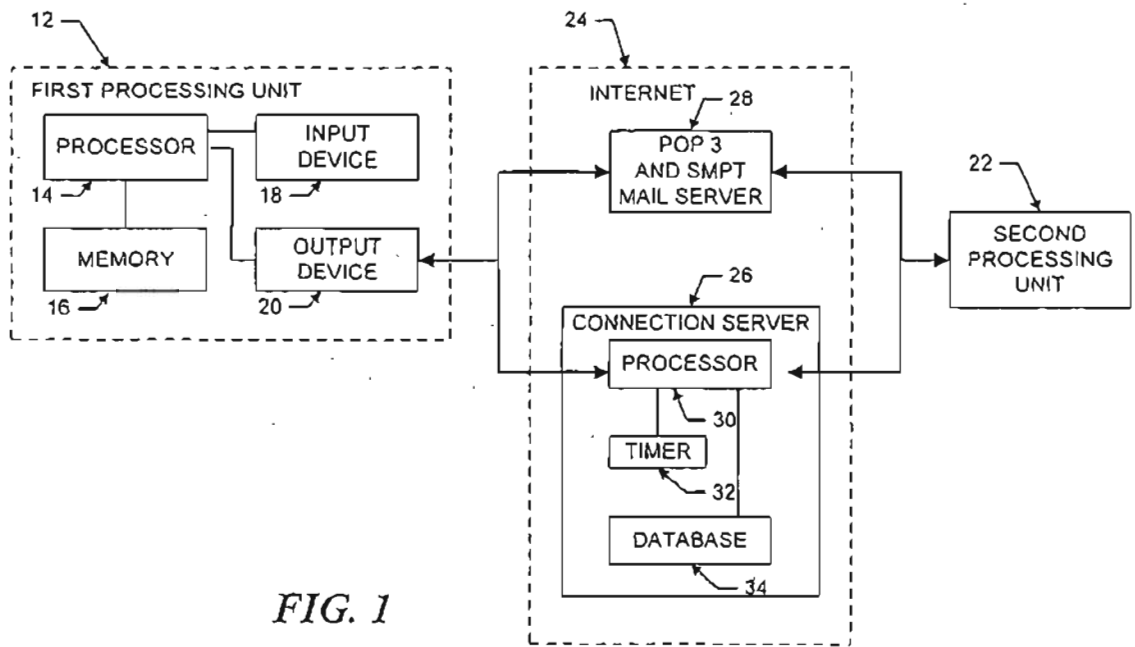 12
24
FIRST PROCESSING UNIT
INTERNET
28
PROCESSOR
INPUT
DEVICE
POP 3
AND SMPT
MAIL SERVER
14
18
22
MEMORY
OUTPUT
DEVICE
SECOND
PROCESSING
UNIT
16
20
26
CONNECTION SERVER
PROCESSOR
30
TIMER
32
DATABASE
34
FIG. 1